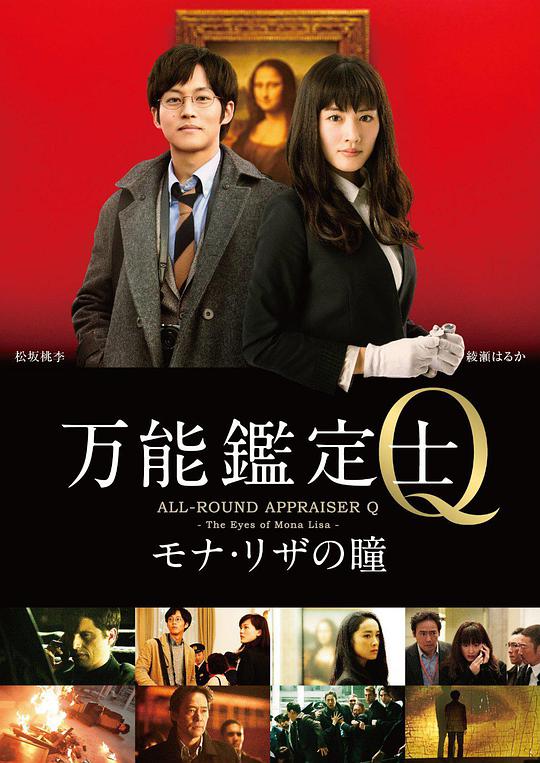 松坂桃李
綾瀬はるか
万能鑑定士Q
ALL-ROUND APPRAISER Q
- The Eyes of Mona Lisa -
モナ・リザの瞳